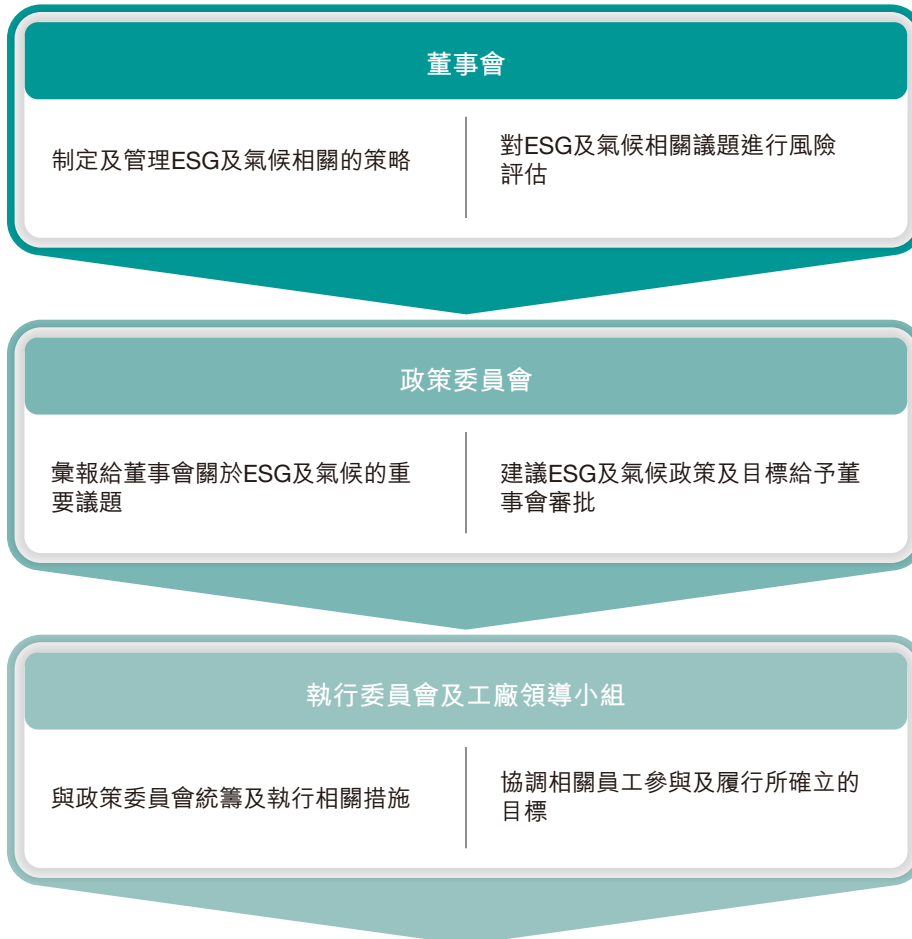 董事會
制定及管理ESG及氣候相關的策略
對ESG及氣候相關議題進行風險
評估
政策委員會
彙報給董事會關於ESG及氣候的重
要議題
建議ESG及氣候政策及目標給予董
事會審批
執行委員會及工廠領導小組
與政策委員會統籌及執行相關措施
協調相關員工參與及履行所確立的
目標